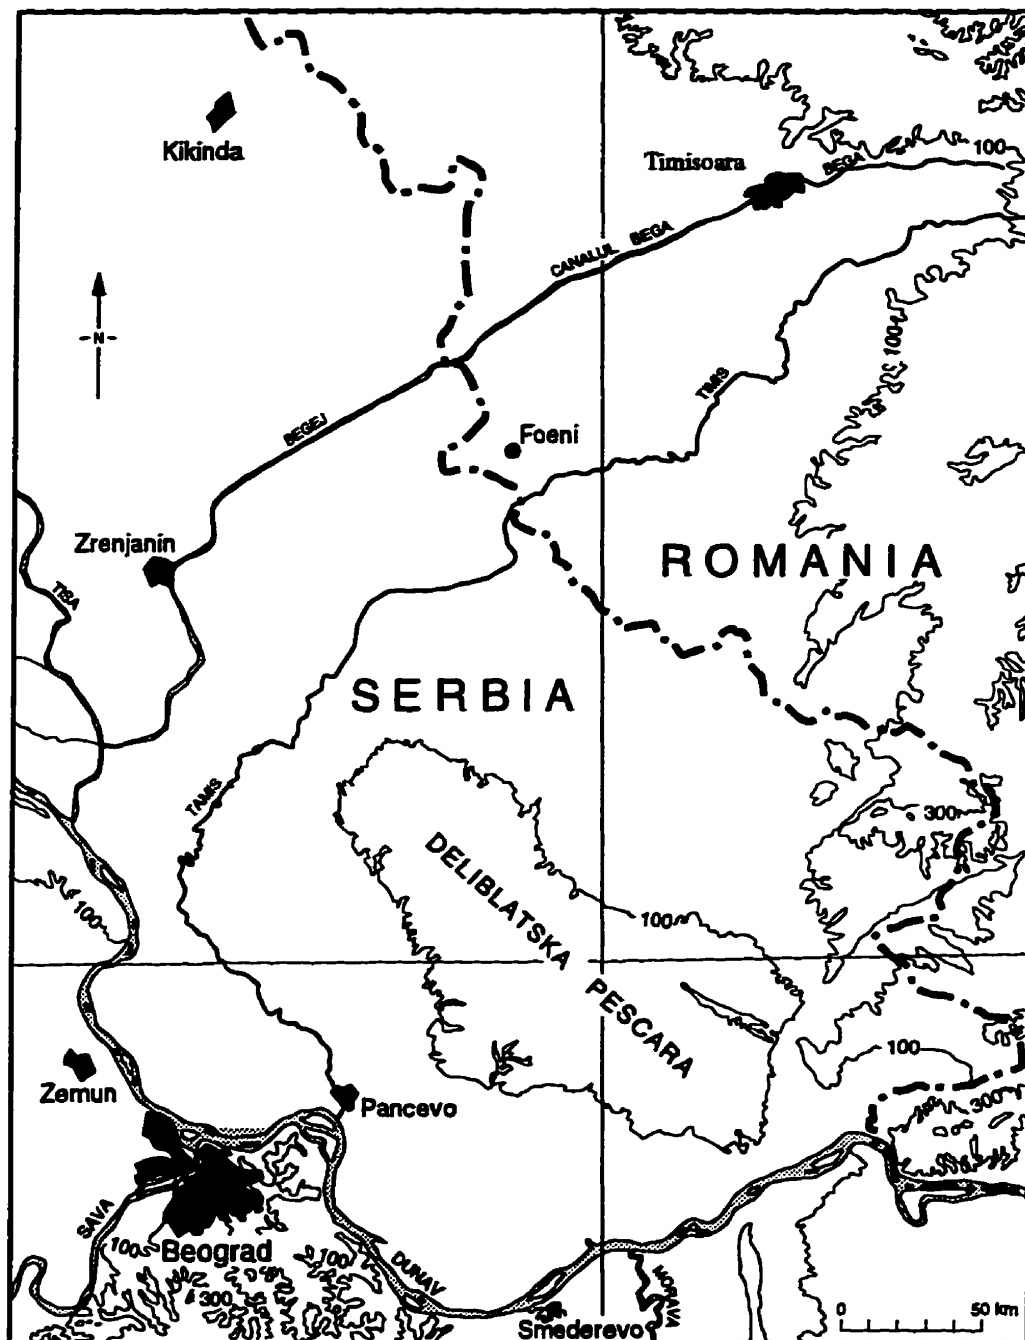 Kikinda
Timisoara
BEGA
100
CANALUL BEGA
-N-
100
TIMIS
BEGEJ
Foeni
Zrenjanin
ROMANIA
TISA
SERBIA
TAMIS
300
DELIBLATSKA PESCARA
100
100
100
Zemun
Pancevo
300
SAVA
100
Beograd
100
DUNAV
300
MORAVA
Smederevo
0 50 km